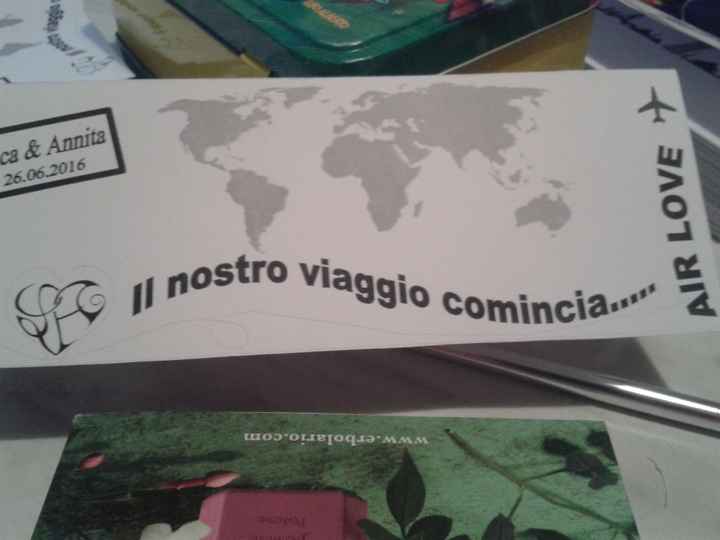 ca & Annita
26.06.2016
Il nostro viaggio comincia.....
AIR LOVE
www.erbolario.com